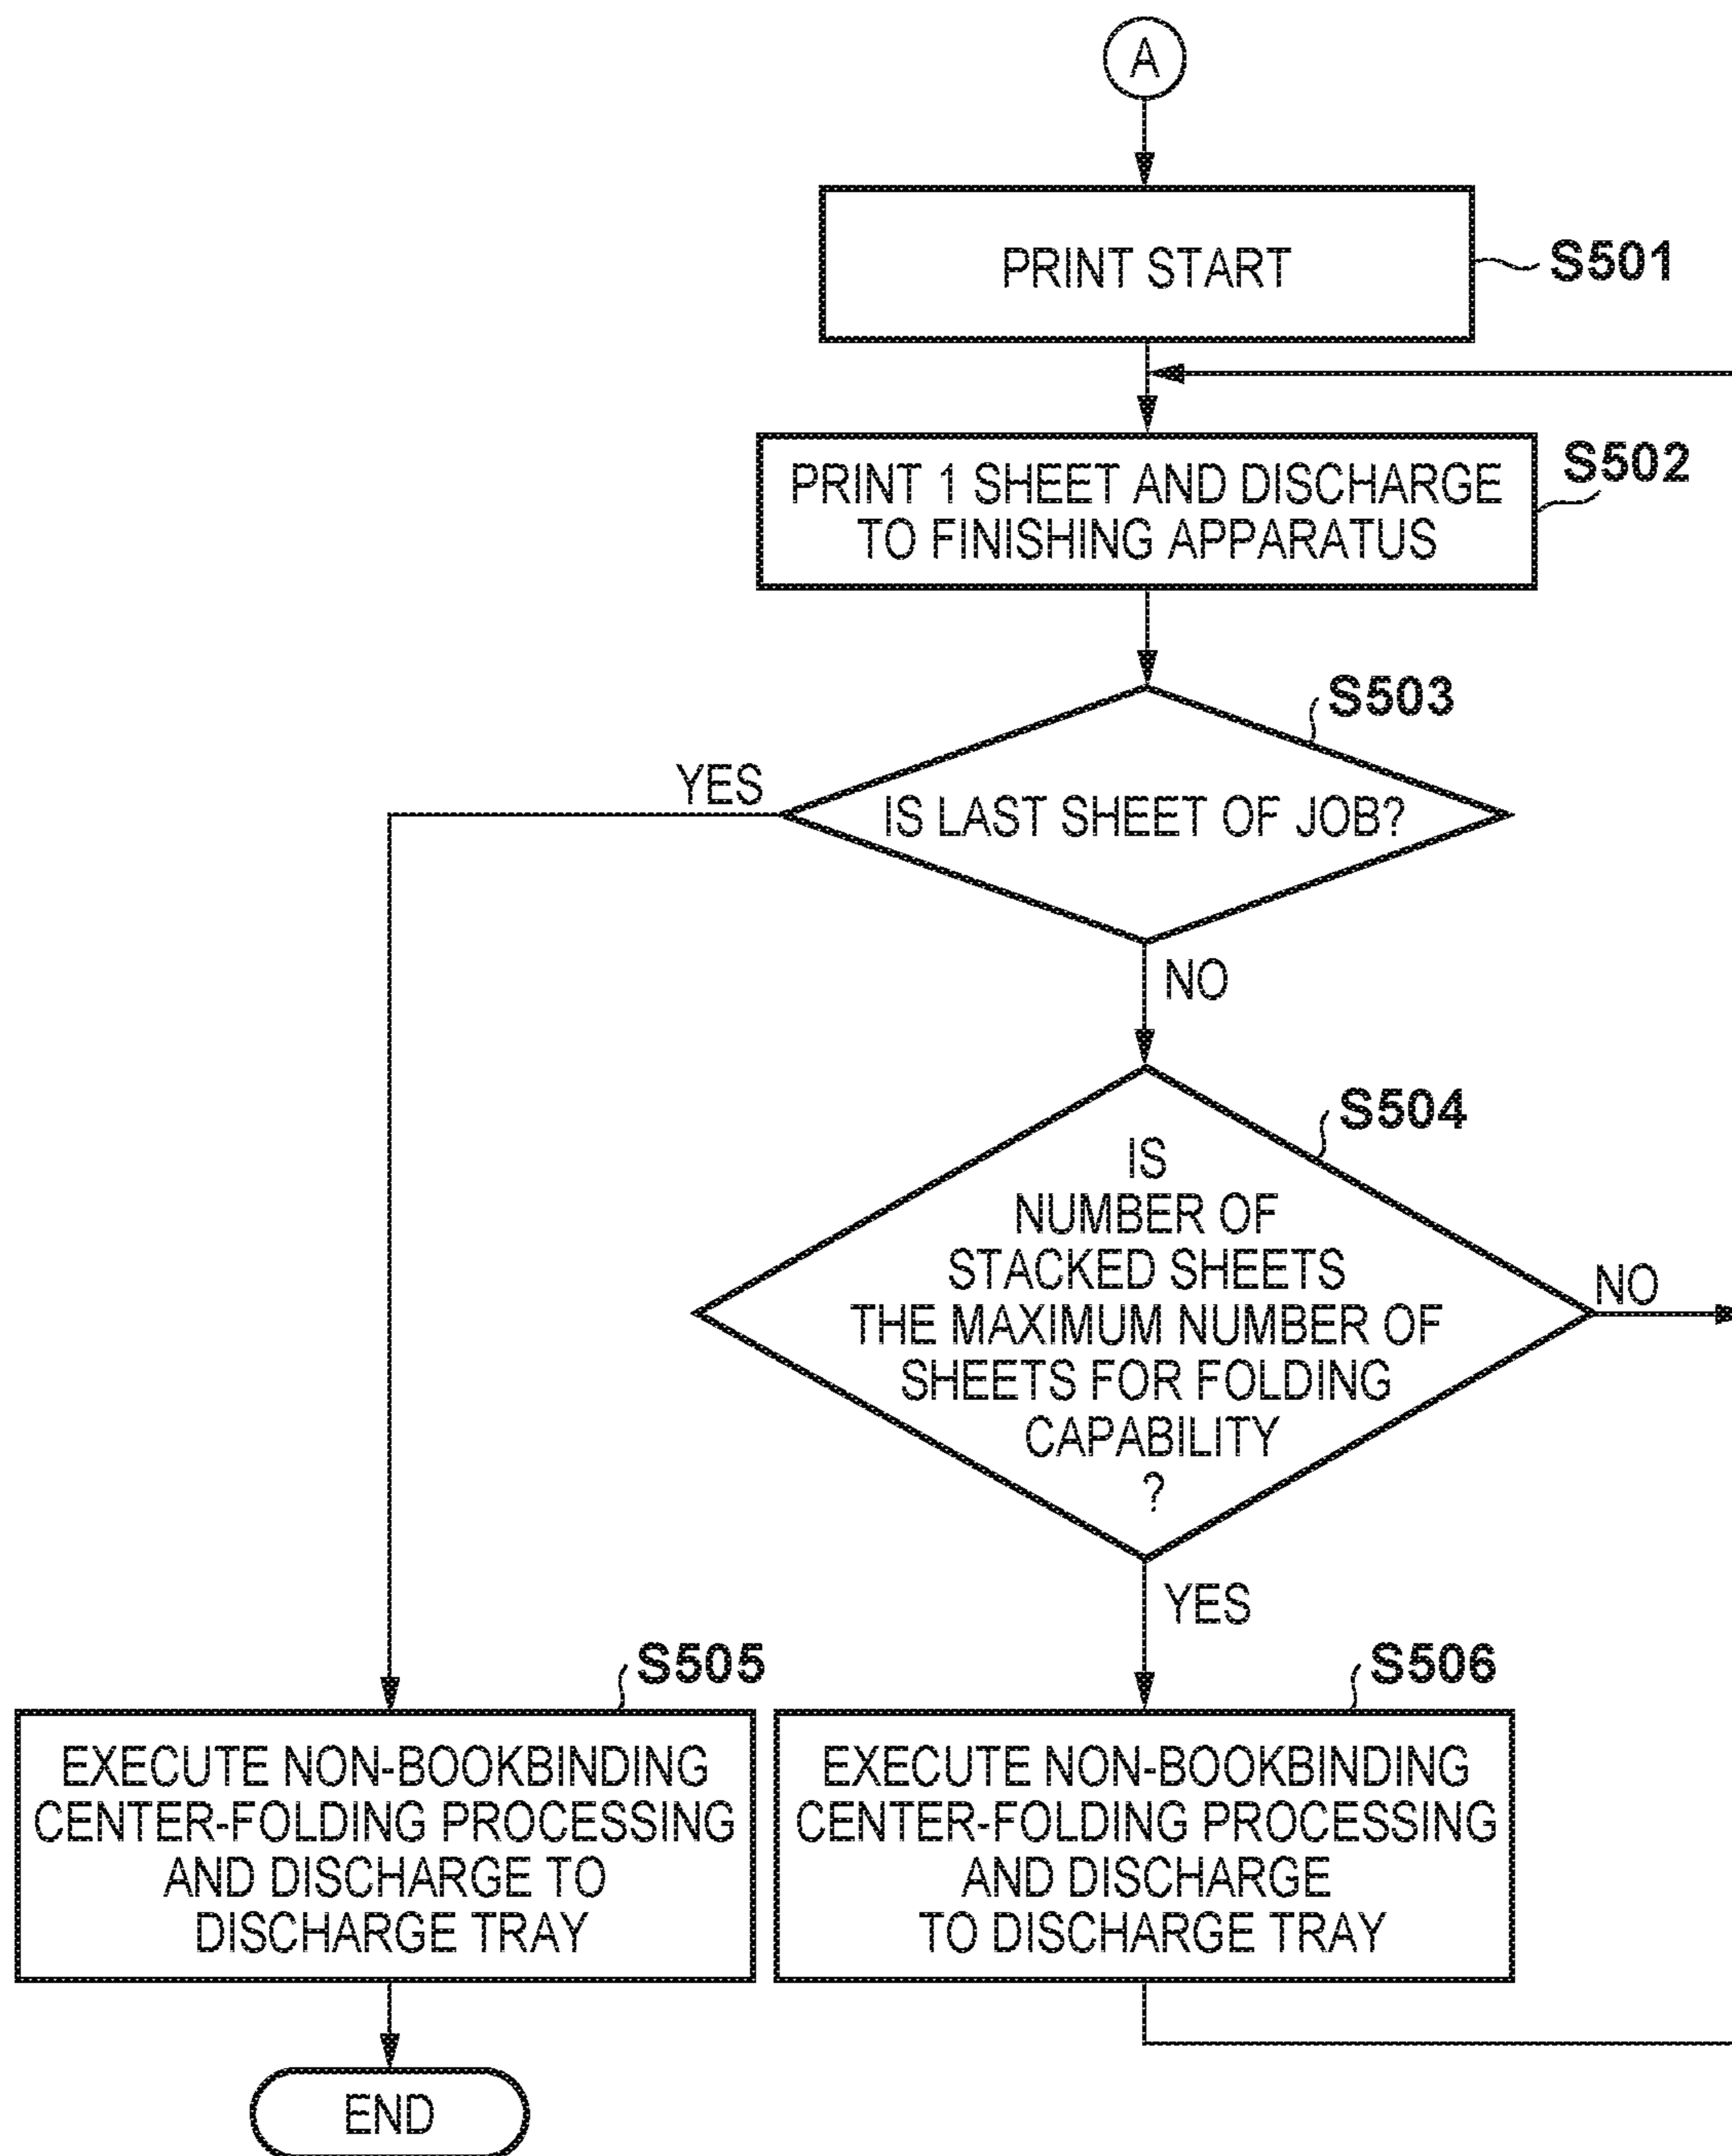 A
PRINT START
S501
PRINT 1 SHEET AND DISCHARGE
TO FINISHING APPARATUS
S502
S503
YES
IS LAST SHEET OF JOB?
NO
S504
IS
NUMBER OF
STACKED SHEETS
THE MAXIMUM NUMBER OF
SHEETS FOR FOLDING
CAPABILITY
?
NO
YES
S505
EXECUTE NON-BOOKBINDING
CENTER-FOLDING PROCESSING
AND DISCHARGE TO
DISCHARGE TRAY
S506
EXECUTE NON-BOOKBINDING
CENTER-FOLDING PROCESSING
AND DISCHARGE
TO DISCHARGE TRAY
END